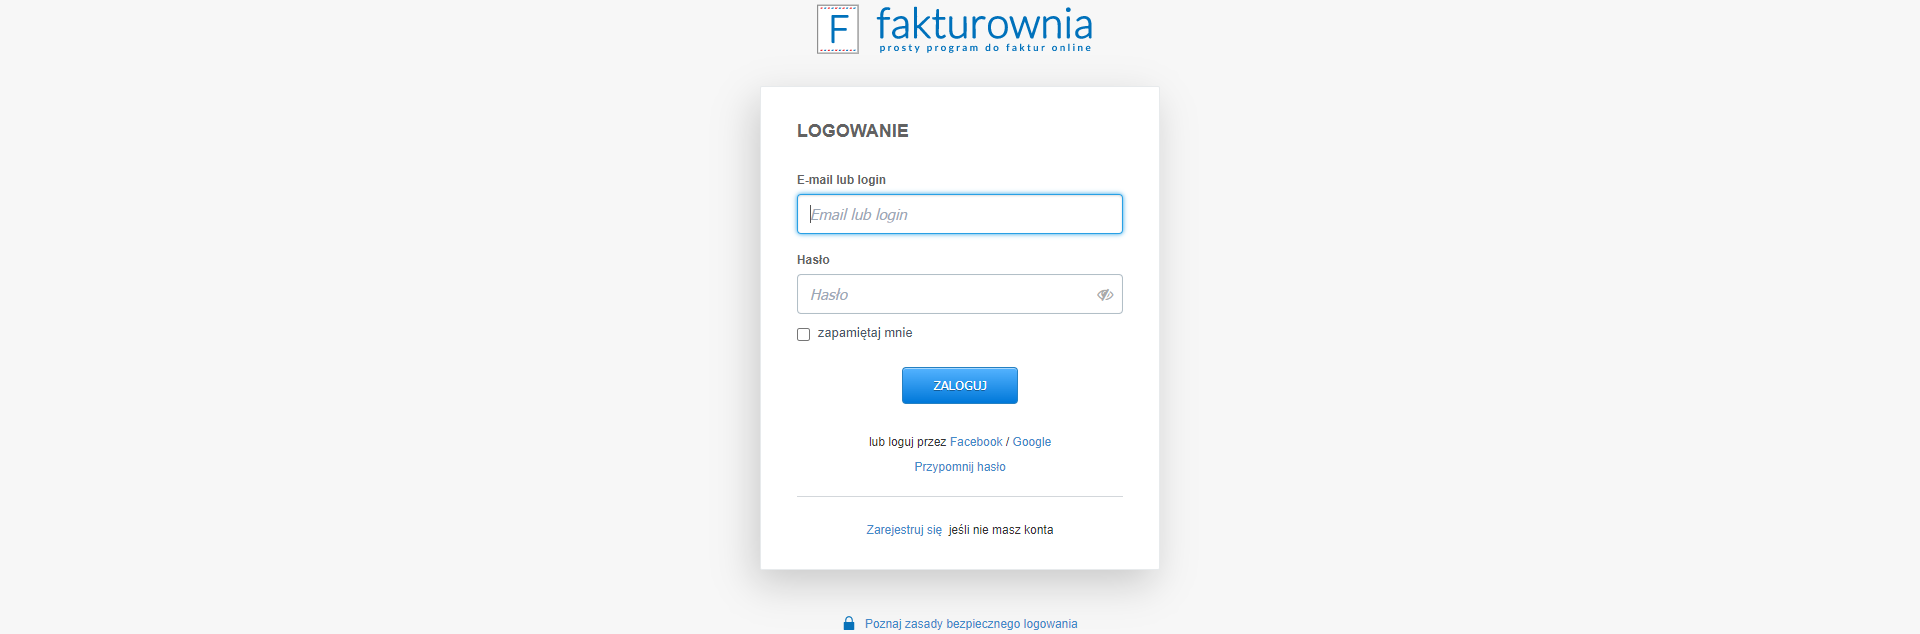 F fakturownia
prosty program do faktur online
LOGOWANIE
E-mail lub login
Email lub login
Hasło
Hasło
zapamiętaj mnie
ZALOGUJ
lub loguj przez Facebook / Google
Przypomnij hasło
Zarejestruj się jeśli nie masz konta
Poznaj zasady bezpiecznego logowania